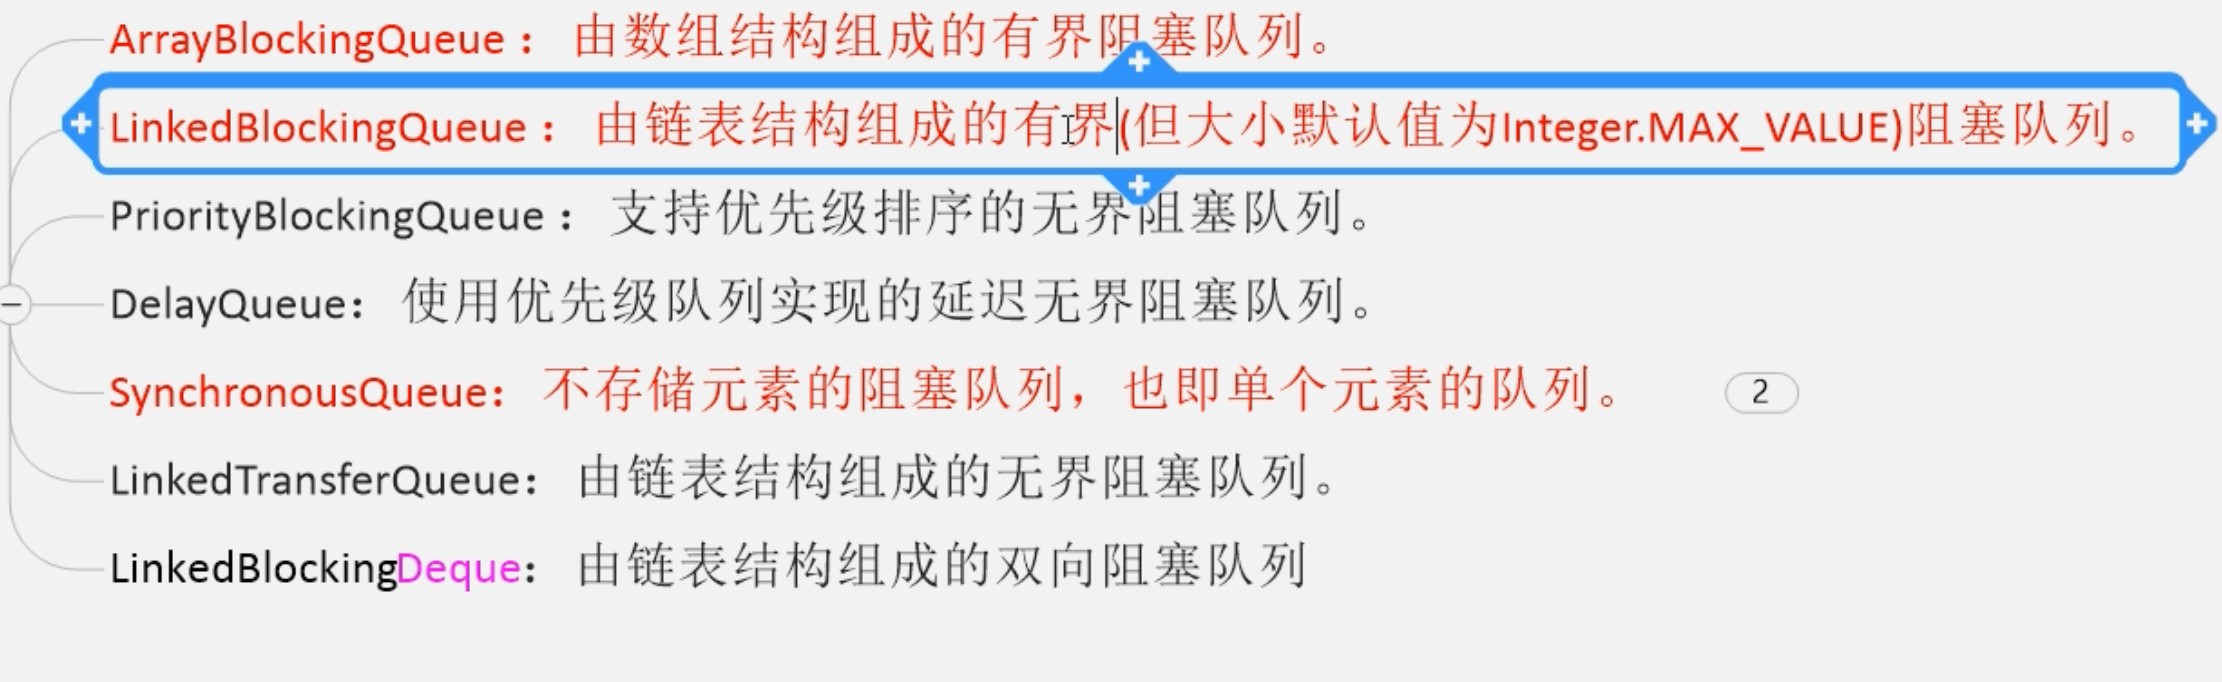 ArrayBlockingQueue：由数组结构组成的有界阻塞队列。
LinkedBlockingQueue：由链表结构组成的有界(但大小默认值为Integer.MAX_VALUE)阻塞队列。
PriorityBlockingQueue：支持优先级排序的无界阻塞队列。
DelayQueue：使用优先级队列实现的延迟无界阻塞队列。
SynchronousQueue：不存储元素的阻塞队列，也即单个元素的队列。 2
LinkedTransferQueue：由链表结构组成的无界阻塞队列。
LinkedBlockingDeque：由链表结构组成的双向阻塞队列